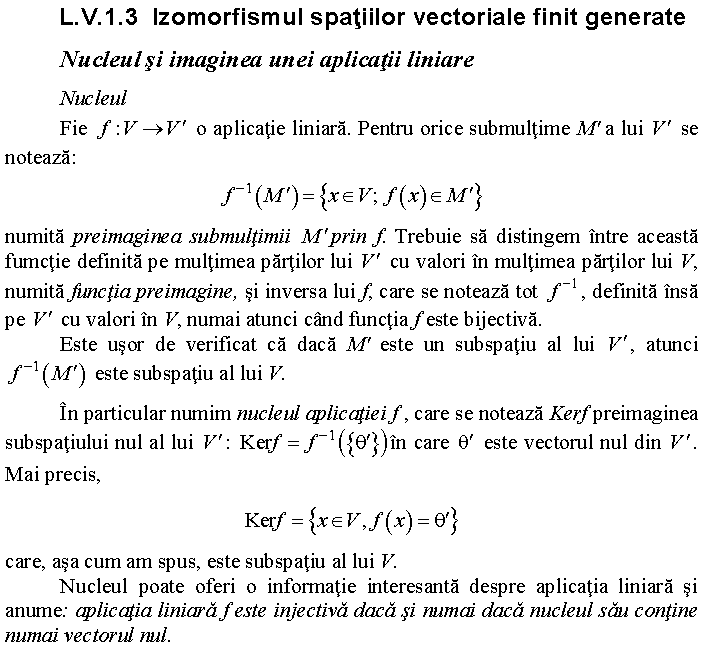 L.V.1.3 Izomorfismul spaţiilor vectoriale finit generate
Nucleul şi imaginea unei aplicaţii liniare
Nucleul
Fie f : V → V′ o aplicaţie liniară. Pentru orice submulţime M′ a lui V′ se
notează:
f⁻¹(M′) = {x ∈ V; f(x) ∈ M′}
numită preimaginea submulţimii M′ prin f. Trebuie să distingem între această
fumcţie definită pe mulţimea părţilor lui V′ cu valori în mulţimea părţilor lui V,
numită funcţia preimagine, şi inversa lui f, care se notează tot f⁻¹, definită însă
pe V′ cu valori în V, numai atunci când funcţia f este bijectivă.
Este uşor de verificat că dacă M′ este un subspaţiu al lui V′, atunci
f⁻¹(M′) este subspaţiu al lui V.
În particular numim nucleul aplicaţiei f , care se notează Kerf preimaginea
subspaţiului nul al lui V′: Kerf = f⁻¹({θ′}) în care θ′ este vectorul nul din V′.
Mai precis,
Kerf = {x ∈ V, f(x) = θ′}
care, aşa cum am spus, este subspaţiu al lui V.
Nucleul poate oferi o informaţie interesantă despre aplicaţia liniară şi
anume: aplicaţia liniară f este injectivă dacă şi numai dacă nucleul său conţine
numai vectorul nul.